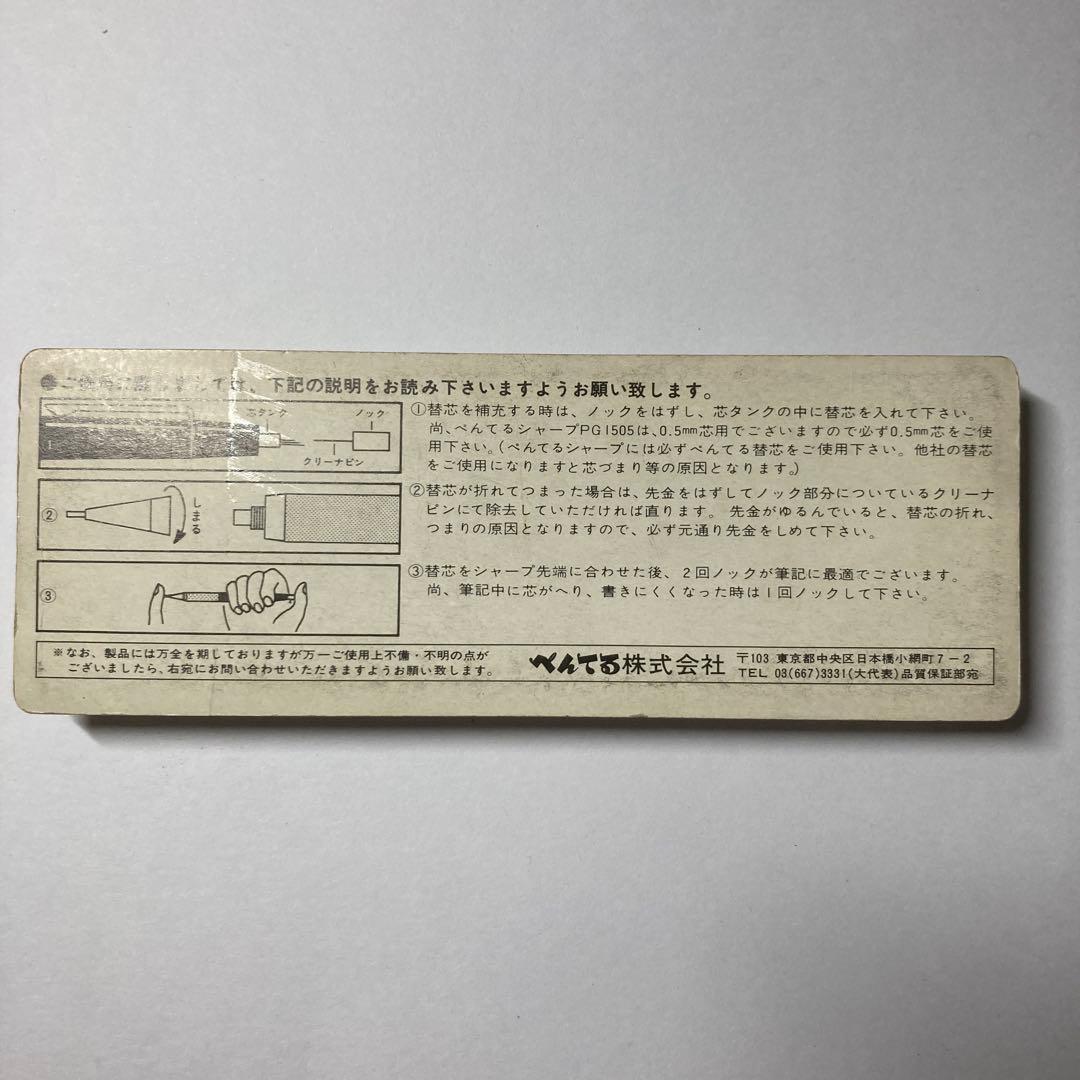 ●ご使用に際しましては、下記の説明をお読み下さいますようお願い致します。
芯タンク
ノック
クリーナピン
①替芯を補充する時は、ノックをはずし、芯タンクの中に替芯を入れて下さい。
尚、ぺんてるシャープPG1505は、0.5mm芯用でございますので必ず0.5mm芯をご使
用下さい。(ぺんてるシャープには必ずぺんてる替芯をご使用下さい。他社の替芯
をご使用になりますと芯づまり等の原因となります。)
②
しまる
②替芯が折れてつまった場合は、先金をはずしてノック部分についているクリーナ
ピンにて除去していただければ直ります。先金がゆるんでいると、替芯の折れ、
つまりの原因となりますので、必ず元通り先金をしめて下さい。
③
③替芯をシャープ先端に合わせた後、2回ノックが筆記に最適でございます。
尚、筆記中に芯がへり、書きにくくなった時は1回ノックして下さい。
※なお、製品には万全を期しておりますが万一ご使用上不備・不明の点が
ございましたら、右宛にお問い合わせいただきますようお願い致します。
ぺんてる株式会社
〒103 東京都中央区日本橋小網町7-2
TEL 03(667)3331(大代表)品質保証部宛